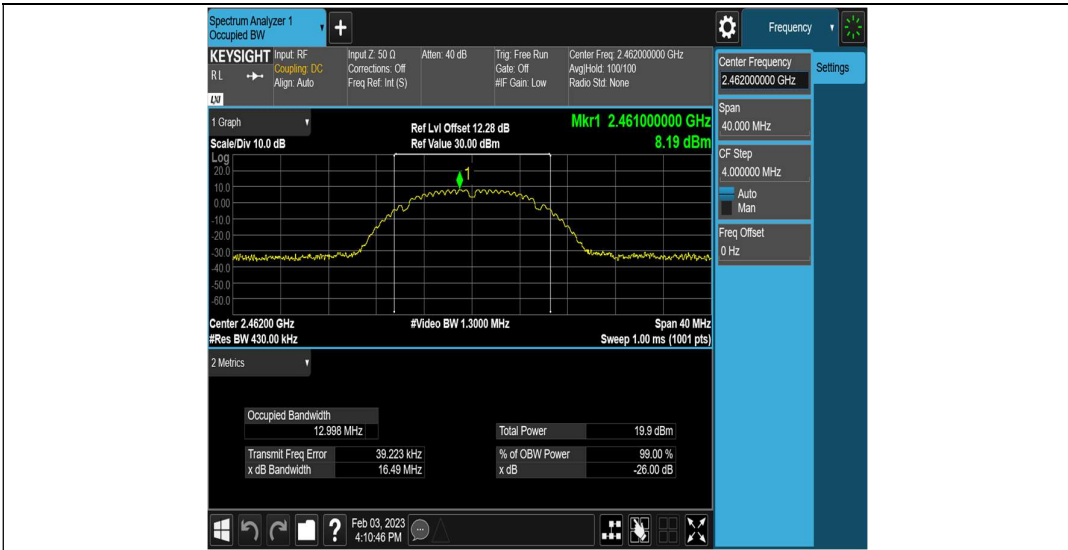 Spectrum Analyzer 1
Occupied BW
+
Frequency
KEYSIGHT
R L
LXI
Input: RF
Coupling: DC
Align: Auto
Input Z: 50 Ω
Corrections: Off
Freq Ref: Int (S)
Atten: 40 dB
Trig: Free Run
Gate: Off
#IF Gain: Low
Center Freq: 2.462000000 GHz
Avg|Hold: 100/100
Radio Std: None
Center Frequency
2.462000000 GHz
Settings
Span
40.000 MHz
CF Step
4.000000 MHz
Auto
Man
Freq Offset
0 Hz
1 Graph
Scale/Div 10.0 dB
Ref Lvl Offset 12.28 dB
Ref Value 30.00 dBm
Mkr1 2.461000000 GHz
8.19 dBm
Log
20.0
10.0
0.00
-10.0
-20.0
-30.0
-40.0
-50.0
-60.0
1
Center 2.46200 GHz
#Video BW 1.3000 MHz
Span 40 MHz
#Res BW 430.00 kHz
Sweep 1.00 ms (1001 pts)
2 Metrics
Occupied Bandwidth
12.998 MHz
Total Power 19.9 dBm
Transmit Freq Error 39.223 kHz
% of OBW Power 99.00 %
x dB Bandwidth 16.49 MHz
x dB -26.00 dB
?
Feb 03, 2023
4:10:46 PM